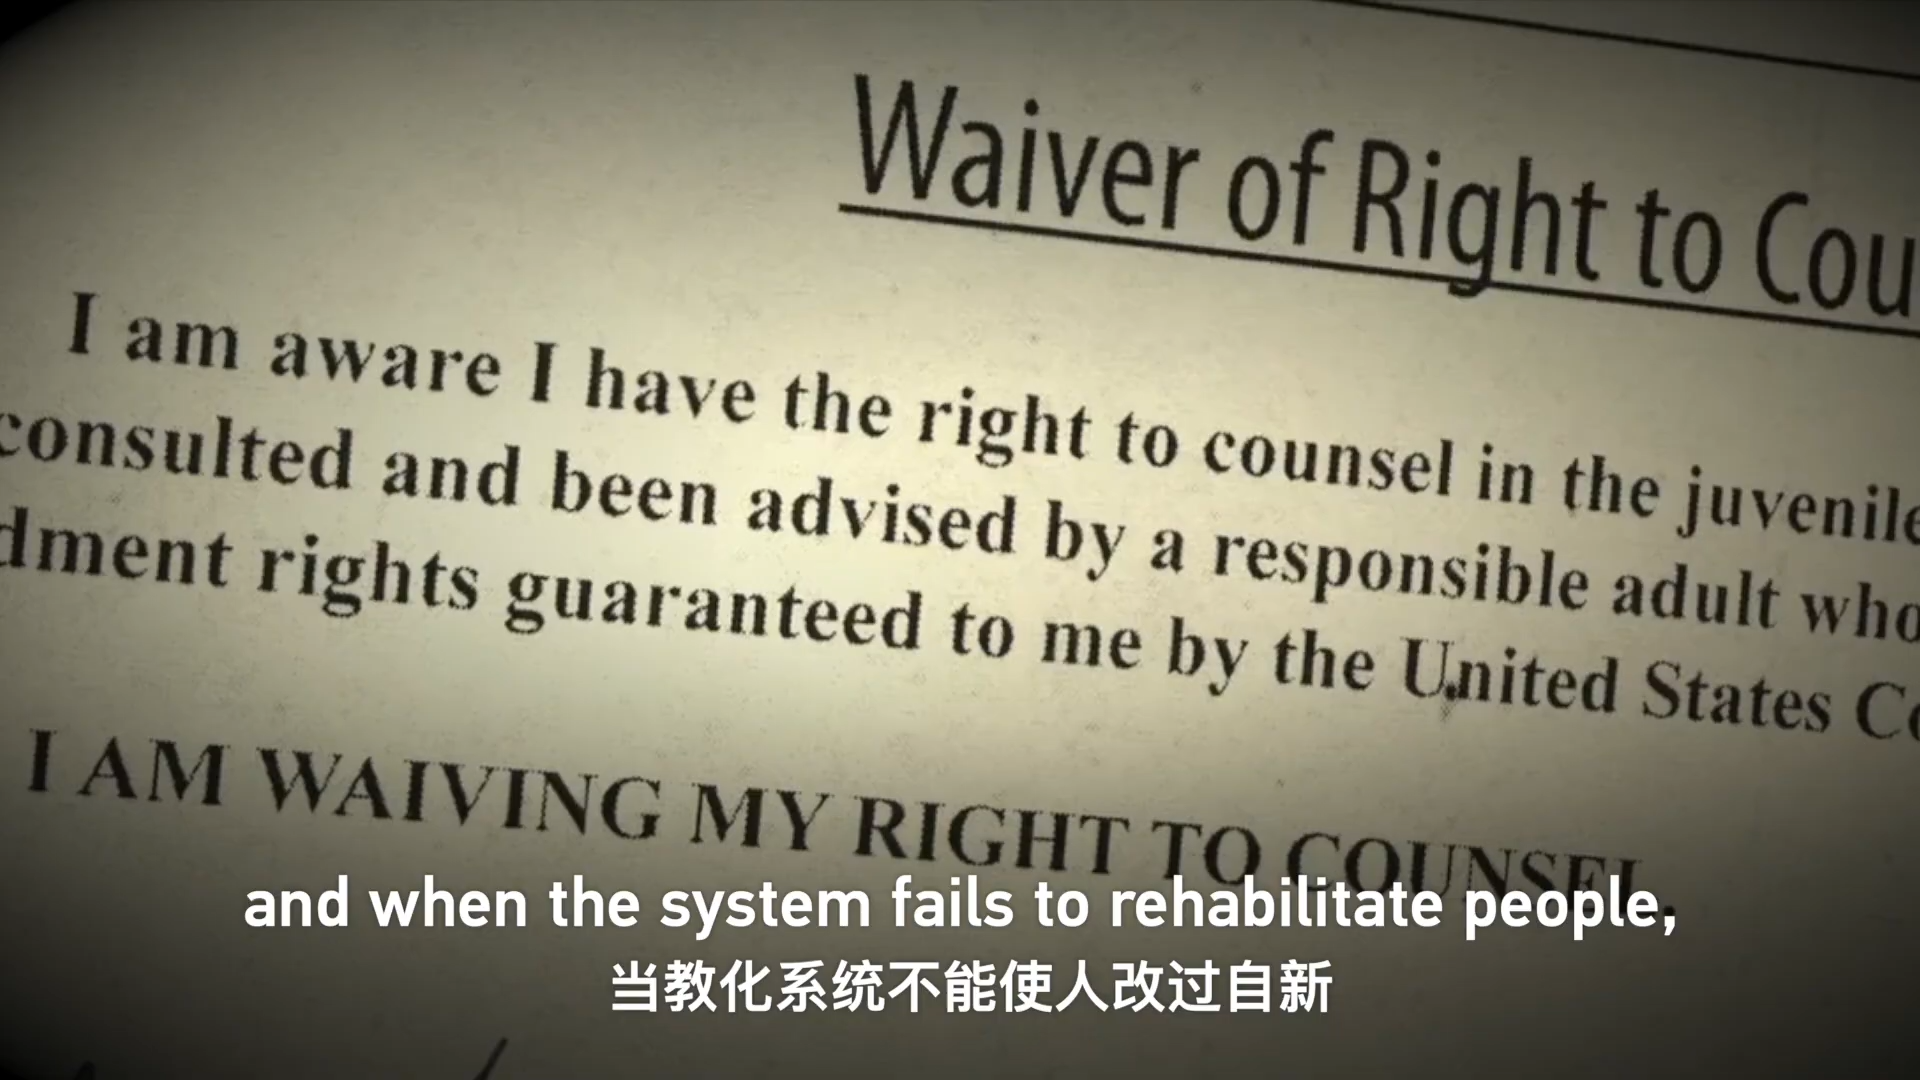 Waiver of Right to Cou
I am aware I have the right to counsel in the juvenile
consulted and been advised by a responsible adult who
dment rights guaranteed to me by the United States Co
I AM WAIVING MY RIGHT TO COUNSEL.
and when the system fails to rehabilitate people,
当教化系统不能使人改过自新